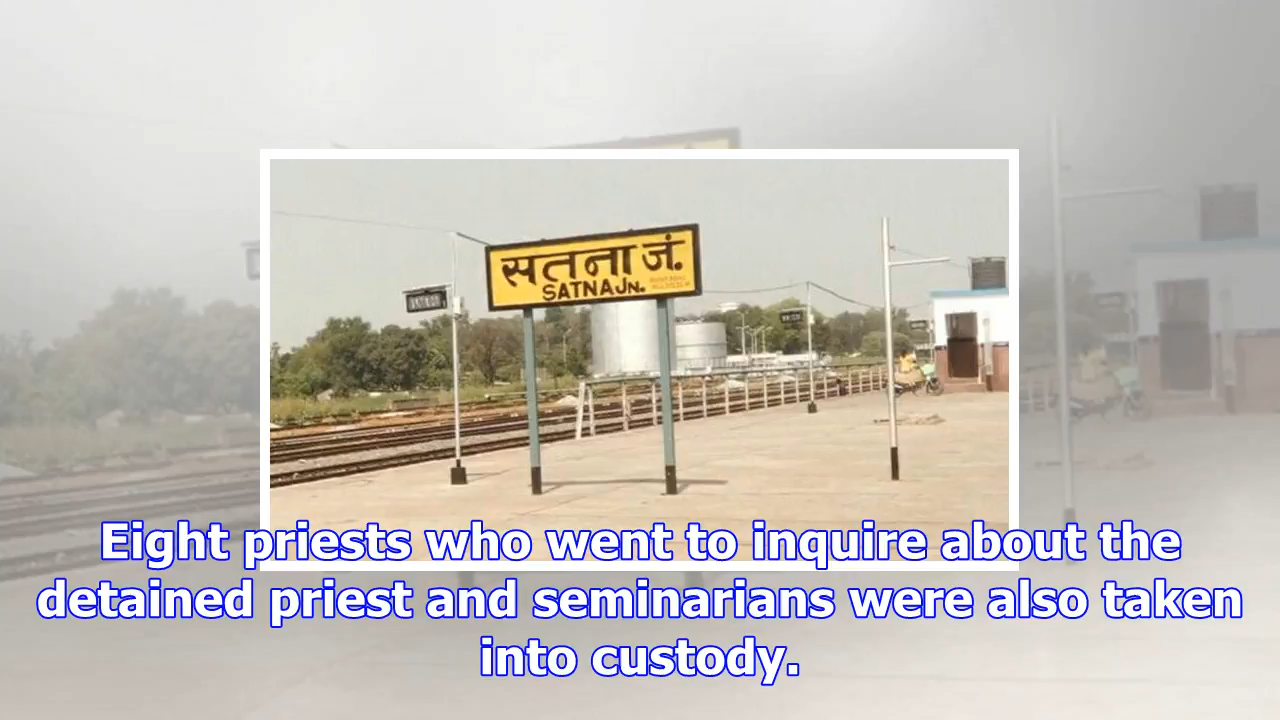 सतना जं.
SATNA JN.
Eight priests who went to inquire about the
detained priest and seminarians were also taken
into custody.